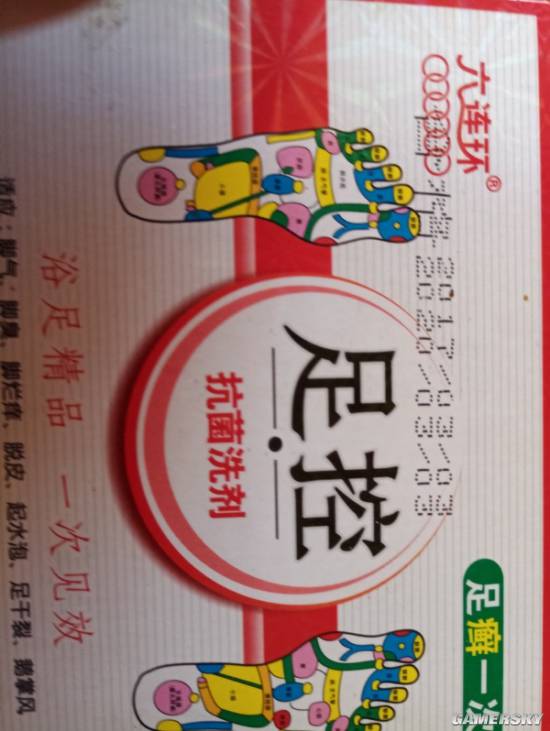 六连环®
2017/03/03
2020/03/03
足·控
抗菌洗剂
足癣一次
浴足精品 一次见效
适应：脚气、脚臭、脚烂痒、脱皮、起水泡、足干裂、鹅掌风
GAMERSKY